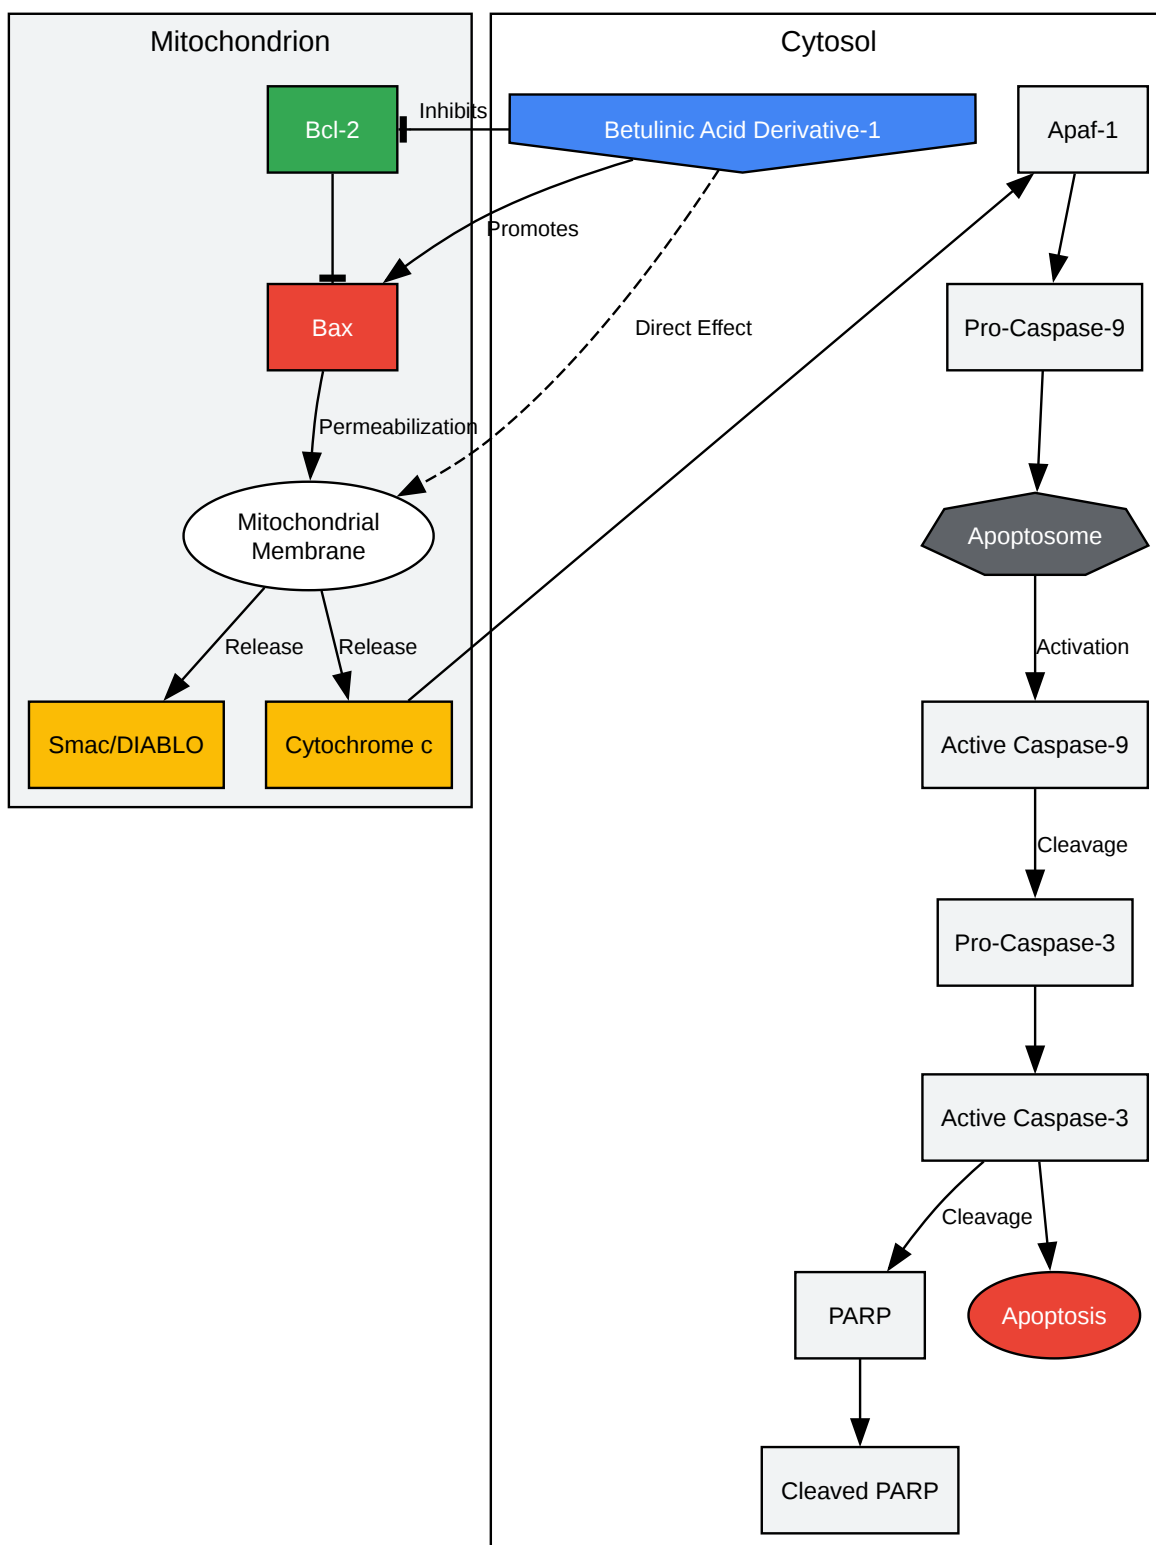 Mitochondrion
Cytosol
Bcl-2
Inhibits
Betulinic Acid Derivative-1
Apaf-1
Promotes
Bax
Direct Effect
Pro-Caspase-9
Permeabilization
Mitochondrial
Membrane
Apoptosome
Release
Release
Activation
Smac/DIABLO
Cytochrome c
Active Caspase-9
Cleavage
Pro-Caspase-3
Active Caspase-3
Cleavage
PARP
Apoptosis
Cleaved PARP